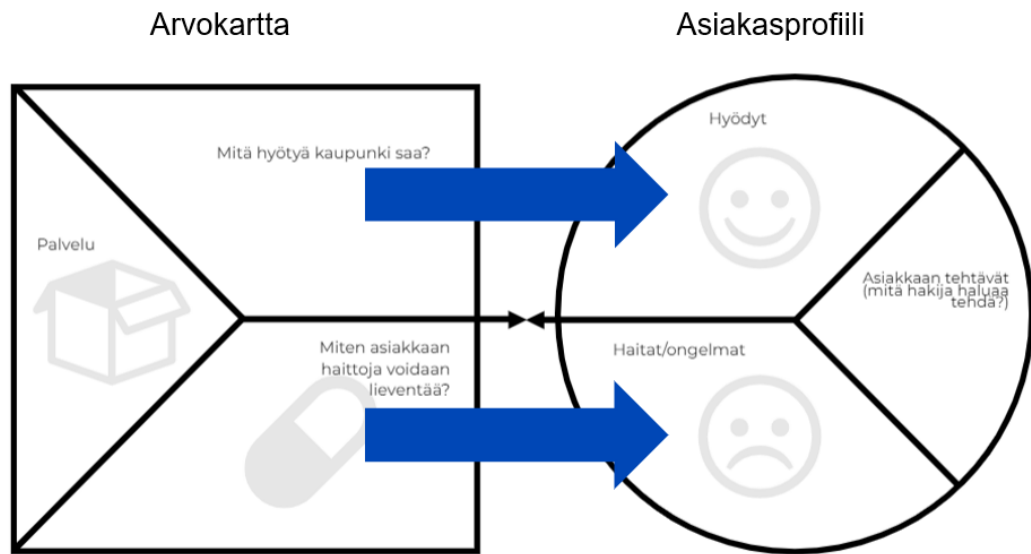 Arvokartta
Asiakasprofiili
Mitä hyötyä kaupunki saa?
Hyödyt
Palvelu
Asiakkaan tehtävät
(mitä hakija haluaa
tehdä?)
Miten asiakkaan
haittoja voidaan
lieventää?
Haitat/ongelmat